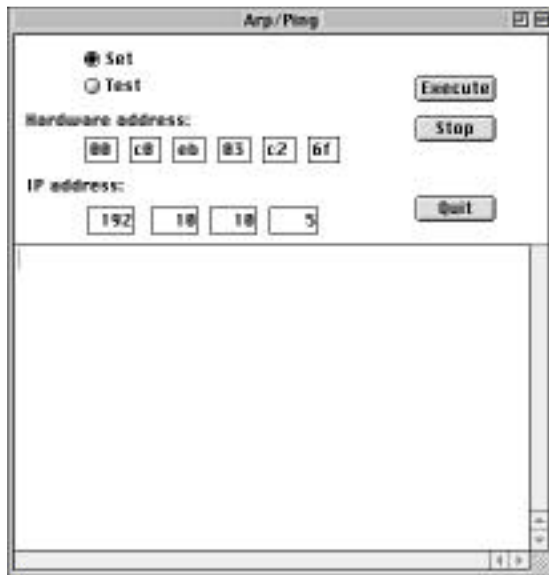 Arp/Ping
Set
Test
Execute
Hardware address:
Stop
00 c0 eb 03 c2 6f
IP address:
192 10 10 5
Quit